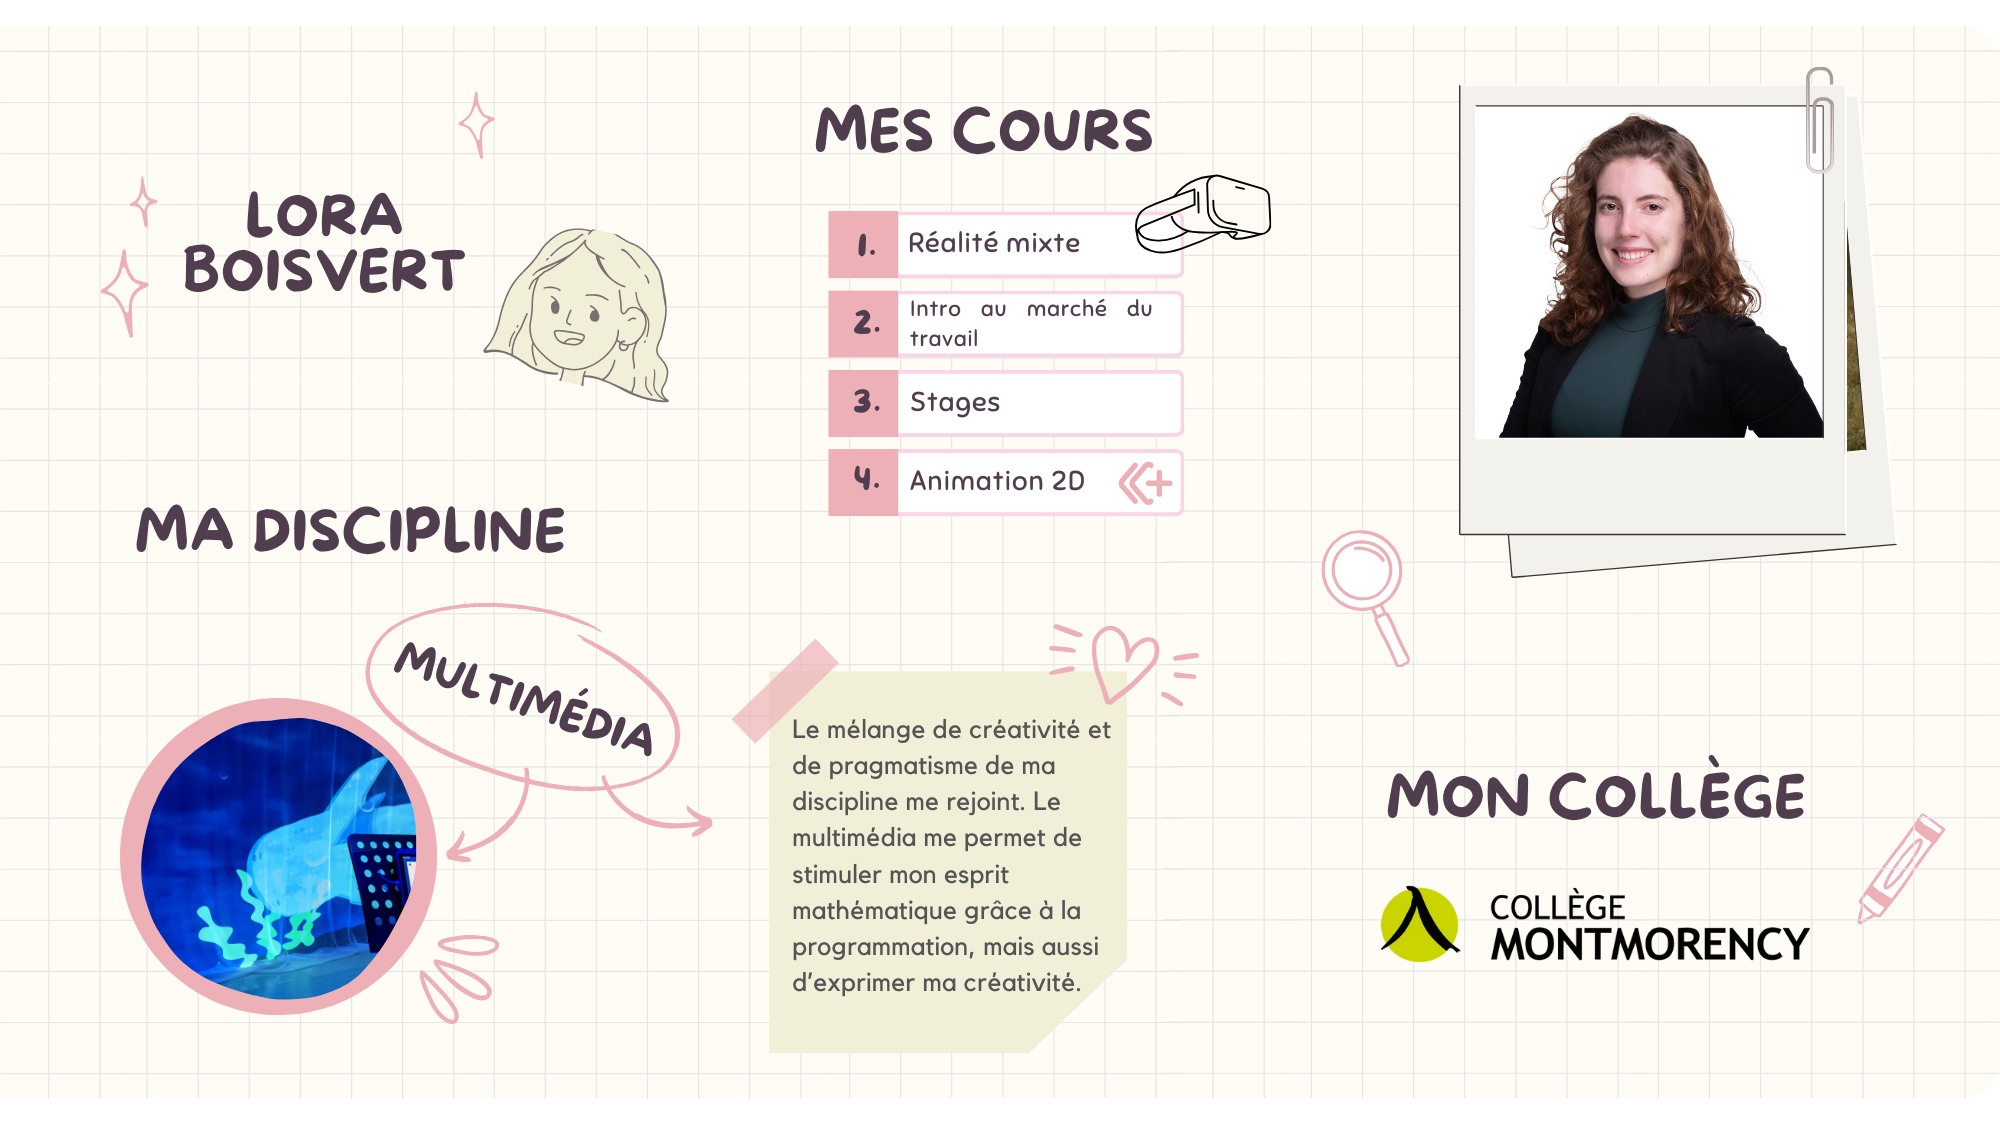 LORA
BOISVERT
MES COURS
1. Réalité mixte
2. Intro au marché du
travail
3. Stages
4. Animation 2D
MA DISCIPLINE
MULTIMÉDIA
Le mélange de créativité et
de pragmatisme de ma
discipline me rejoint. Le
multimédia me permet de
stimuler mon esprit
mathématique grâce à la
programmation, mais aussi
d'exprimer ma créativité.
MON COLLÈGE
COLLÈGE
MONTMORENCY